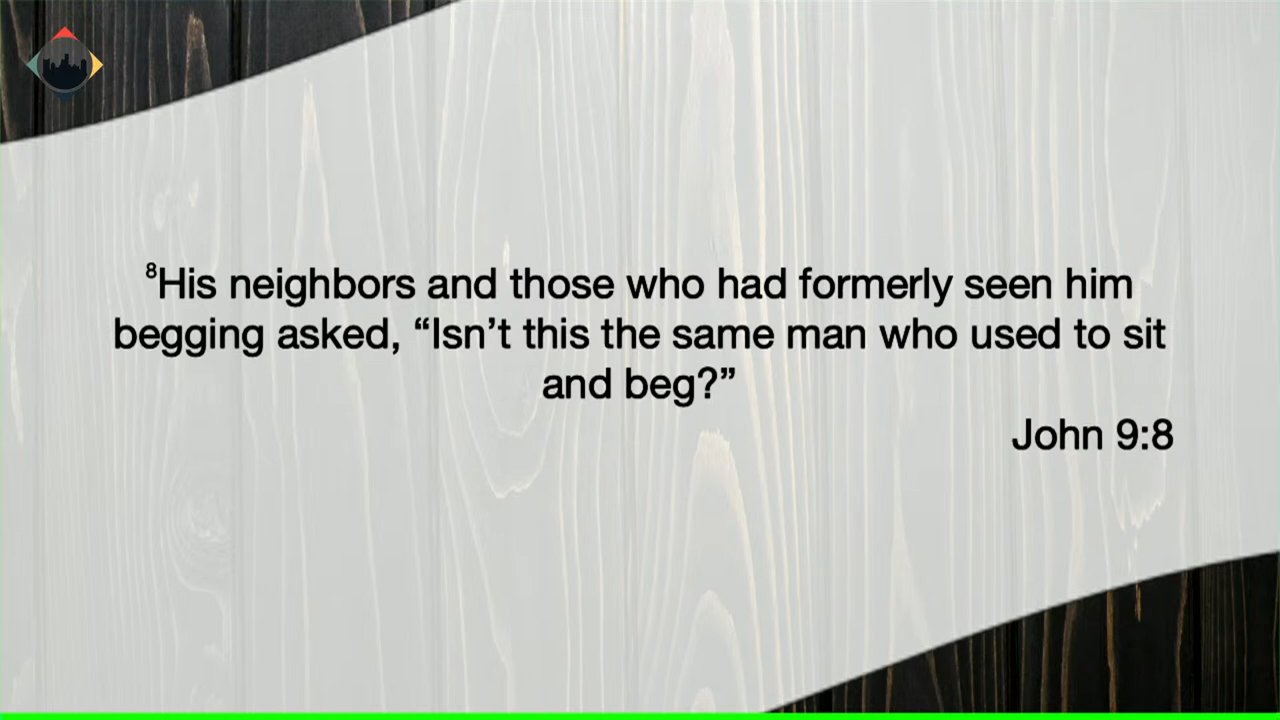 ⁸His neighbors and those who had formerly seen him
begging asked, “Isn’t this the same man who used to sit
and beg?”
John 9:8